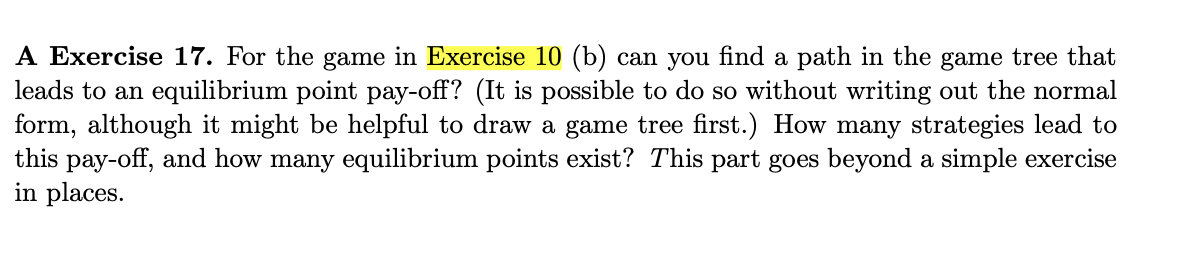 A Exercise 17. For the game in Exercise 10 (b) can you find a path in the game tree that
leads to an equilibrium point pay-off? (It is possible to do so without writing out the normal
form, although it might be helpful to draw a game tree first.) How many strategies lead to
this pay-off, and how many equilibrium points exist? This part goes beyond a simple exercise
in places.